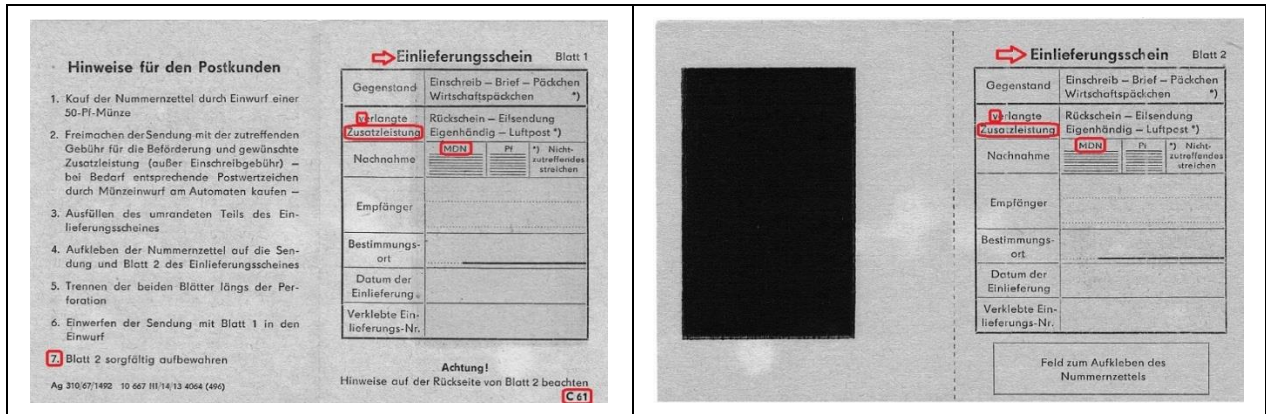 Hinweise für den Postkunden
1. Kauf der Nummernzettel durch Einwurf einer
50-Pf-Münze
2. Freimachen der Sendung mit der zutreffenden
Gebühr für die Beförderung und gewünschte
Zusatzleistung (außer Einschreibgebühr) —
bei Bedarf entsprechende Postwertzeichen
durch Münzeinwurf am Automaten kaufen —
3. Ausfüllen des umrandeten Teils des Ein-
lieferungsscheines
4. Aufkleben der Nummernzettel auf die Sen-
dung und Blatt 2 des Einlieferungsscheines
5. Trennen der beiden Blätter längs der Per-
foration
6. Einwerfen der Sendung mit Blatt 1 in den
Einwurf
7. Blatt 2 sorgfältig aufbewahren
Ag 310/67/1492 10 667 III/14/13 4064 (496)
Einlieferungsschein Blatt 1
Gegenstand
Einschreib — Brief — Päckchen
Wirtschaftspäckchen *)
verlangte
Zusatzleistung
Rückschein — Eilsendung
Eigenhändig — Luftpost *)
Nachnahme
MDN
Pf
*) Nicht-
zutreffendes
streichen
Empfänger
Bestimmungs-
ort
Datum der
Einlieferung
Verklebte Ein-
lieferungs-Nr.
Achtung!
Hinweise auf der Rückseite von Blatt 2 beachten
C 61
Einlieferungsschein Blatt 2
Gegenstand
Einschreib — Brief — Päckchen
Wirtschaftspäckchen *)
verlangte
Zusatzleistung
Rückschein — Eilsendung
Eigenhändig — Luftpost *)
Nachnahme
MDN
Pf
*) Nicht-
zutreffendes
streichen
Empfänger
Bestimmungs-
ort
Datum der
Einlieferung
Verklebte Ein-
lieferungs-Nr.
Feld zum Aufkleben des
Nummernzettels